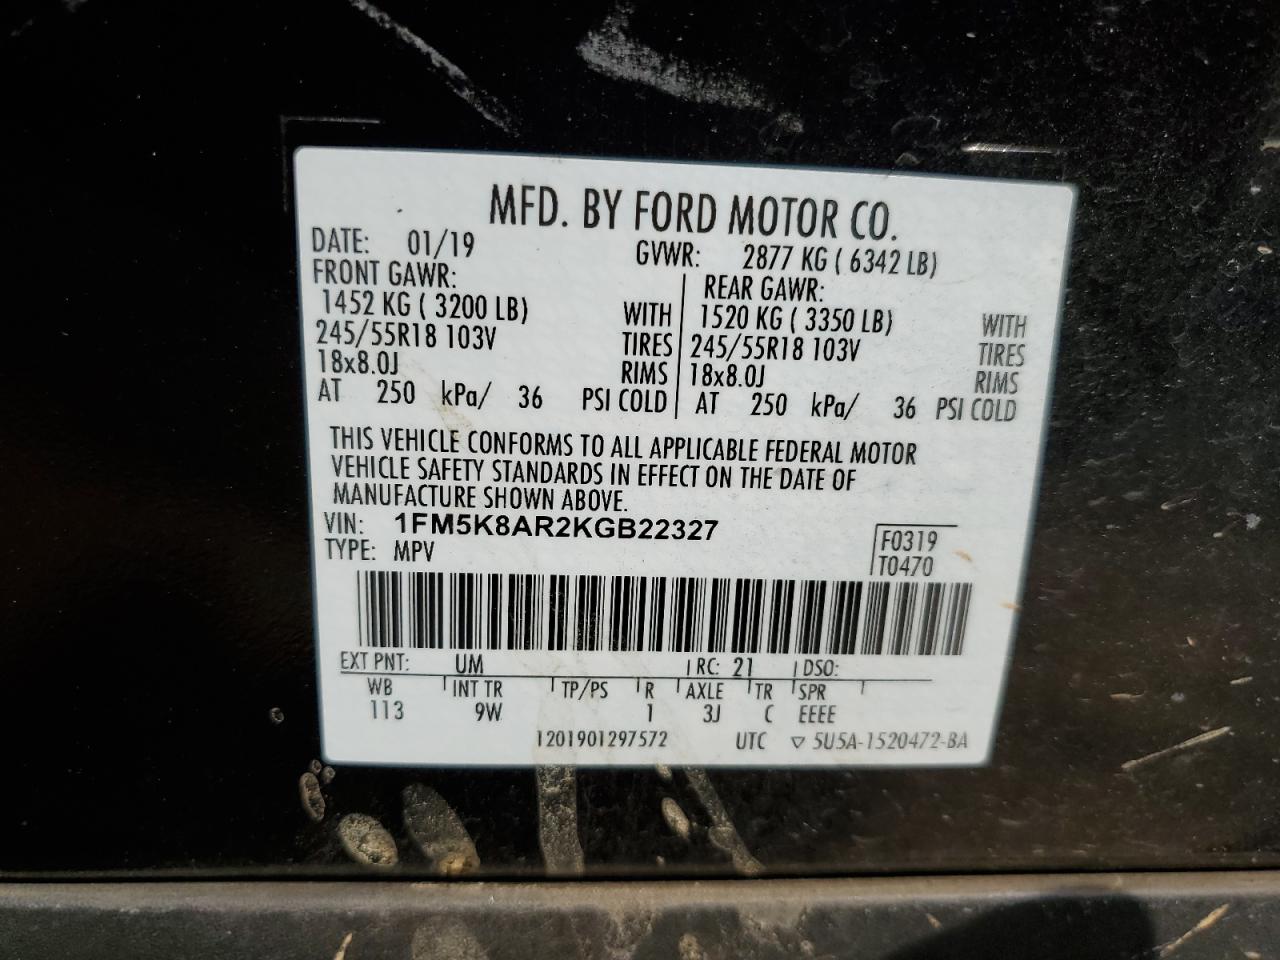 MFD. BY FORD MOTOR CO.
DATE: 01/19 GVWR: 2877 KG ( 6342 LB)
FRONT GAWR: REAR GAWR:
1452 KG ( 3200 LB) WITH 1520 KG ( 3350 LB) WITH
245/55R18 103V TIRES 245/55R18 103V TIRES
18x8.0J RIMS 18x8.0J RIMS
AT 250 kPa/ 36 PSI COLD AT 250 kPa/ 36 PSI COLD
THIS VEHICLE CONFORMS TO ALL APPLICABLE FEDERAL MOTOR
VEHICLE SAFETY STANDARDS IN EFFECT ON THE DATE OF
MANUFACTURE SHOWN ABOVE.
VIN: 1FM5K8AR2KGB22327 F0319
TYPE: MPV T0470
EXT PNT: UM RC: 21 DSO:
WB INT TR TP/PS R AXLE TR SPR
113 9W 1 3J C EEEE
1201901297572 UTC ▽ 5U5A-1520472-BA